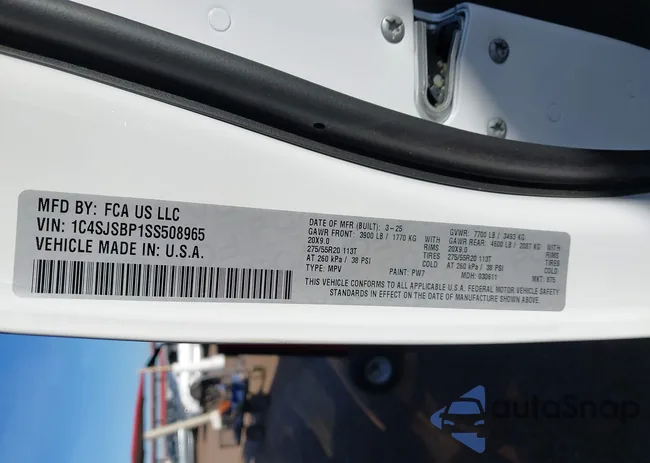 MFD BY: FCA US LLC
VIN: 1C4SJSBP1SS508965
VEHICLE MADE IN: U.S.A.
DATE OF MFR (BUILT): 3-25 GVWR: 7700 LB / 3493 KG
GAWR FRONT: 3900 LB / 1770 KG WITH GAWR REAR: 4600 LB / 2087 KG WITH
20X9.0 RIMS 20X9.0 RIMS
275/55R20 113T TIRES 275/55R20 113T TIRES
AT 260 kPa / 38 PSI COLD AT 260 kPa / 38 PSI COLD
TYPE: MPV PAINT: PW7 MDH: 030611 MKT: 875
THIS VEHICLE CONFORMS TO ALL APPLICABLE U.S.A. FEDERAL MOTOR VEHICLE SAFETY
STANDARDS IN EFFECT ON THE DATE OF MANUFACTURE SHOWN ABOVE.
autoSnap